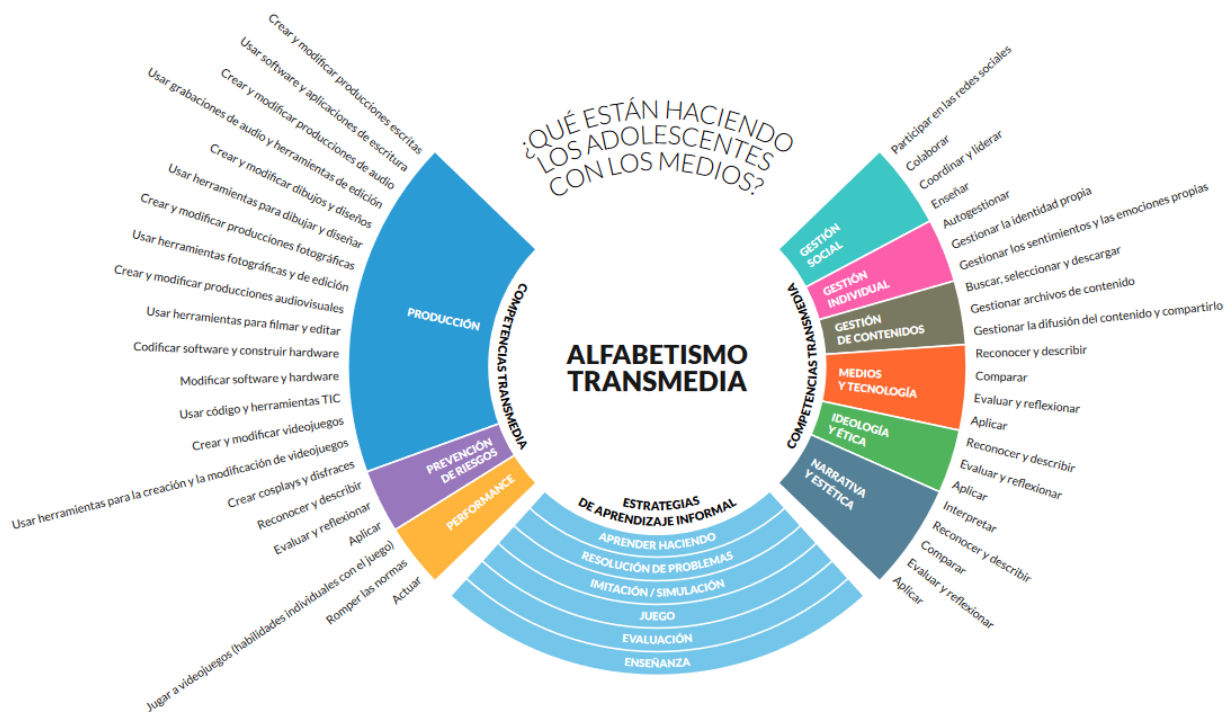 ¿QUÉ ESTÁN HACIENDO
LOS ADOLESCENTES
CON LOS MEDIOS?
ALFABETISMO
TRANSMEDIA
COMPETENCIAS TRANSMEDIA
PRODUCCIÓN
Crear y modificar producciones escritas
Usar software y aplicaciones de escritura
Crear y modificar producciones de audio
Usar grabaciones de audio y herramientas de edición
Crear y modificar dibujos y diseños
Usar herramientas para dibujar y diseñar
Crear y modificar producciones fotográficas
Usar herramientas fotográficas y de edición
Crear y modificar producciones audiovisuales
Usar herramientas para filmar y editar
Codificar software y construir hardware
Modificar software y hardware
Usar código y herramientas TIC
Crear y modificar videojuegos
Usar herramientas para la creación y la modificación de videojuegos
Crear cosplays y disfraces
PREVENCIÓN
DE RIESGOS
Reconocer y describir
Evaluar y reflexionar
Aplicar
PERFORMANCE
Jugar a videojuegos (habilidades individuales con el juego)
Romper las normas
Actuar
COMPETENCIAS TRANSMEDIA
GESTIÓN
SOCIAL
Participar en las redes sociales
Colaborar
Coordinar y liderar
Enseñar
GESTIÓN
INDIVIDUAL
Autogestionar
Gestionar la identidad propia
Gestionar los sentimientos y las emociones propias
GESTIÓN
DE CONTENIDOS
Buscar, seleccionar y descargar
Gestionar archivos de contenido
Gestionar la difusión del contenido y compartirlo
MEDIOS
Y TECNOLOGÍA
Reconocer y describir
Comparar
Evaluar y reflexionar
Aplicar
IDEOLOGÍA
Y ÉTICA
Reconocer y describir
Evaluar y reflexionar
Aplicar
NARRATIVA
Y ESTÉTICA
Interpretar
Reconocer y describir
Comparar
Evaluar y reflexionar
Aplicar
ESTRATEGIAS
DE APRENDIZAJE INFORMAL
APRENDER HACIENDO
RESOLUCIÓN DE PROBLEMAS
IMITACIÓN / SIMULACIÓN
JUEGO
EVALUACIÓN
ENSEÑANZA